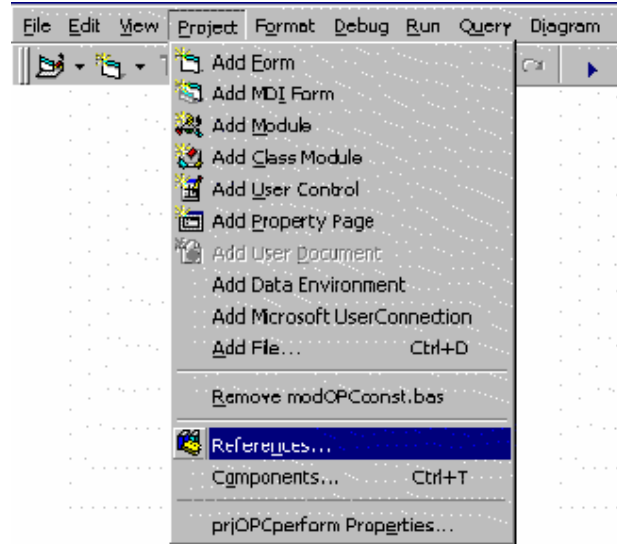 File Edit View Project Format Debug Run Query Diagram
Add Form
Add MDI Form
Add Module
Add Class Module
Add User Control
Add Property Page
Add User Document
Add Data Environment
Add Microsoft UserConnection
Add File... Ctrl+D
Remove modOPCconst.bas
References...
Components... Ctrl+T
prjOPCperform Properties...